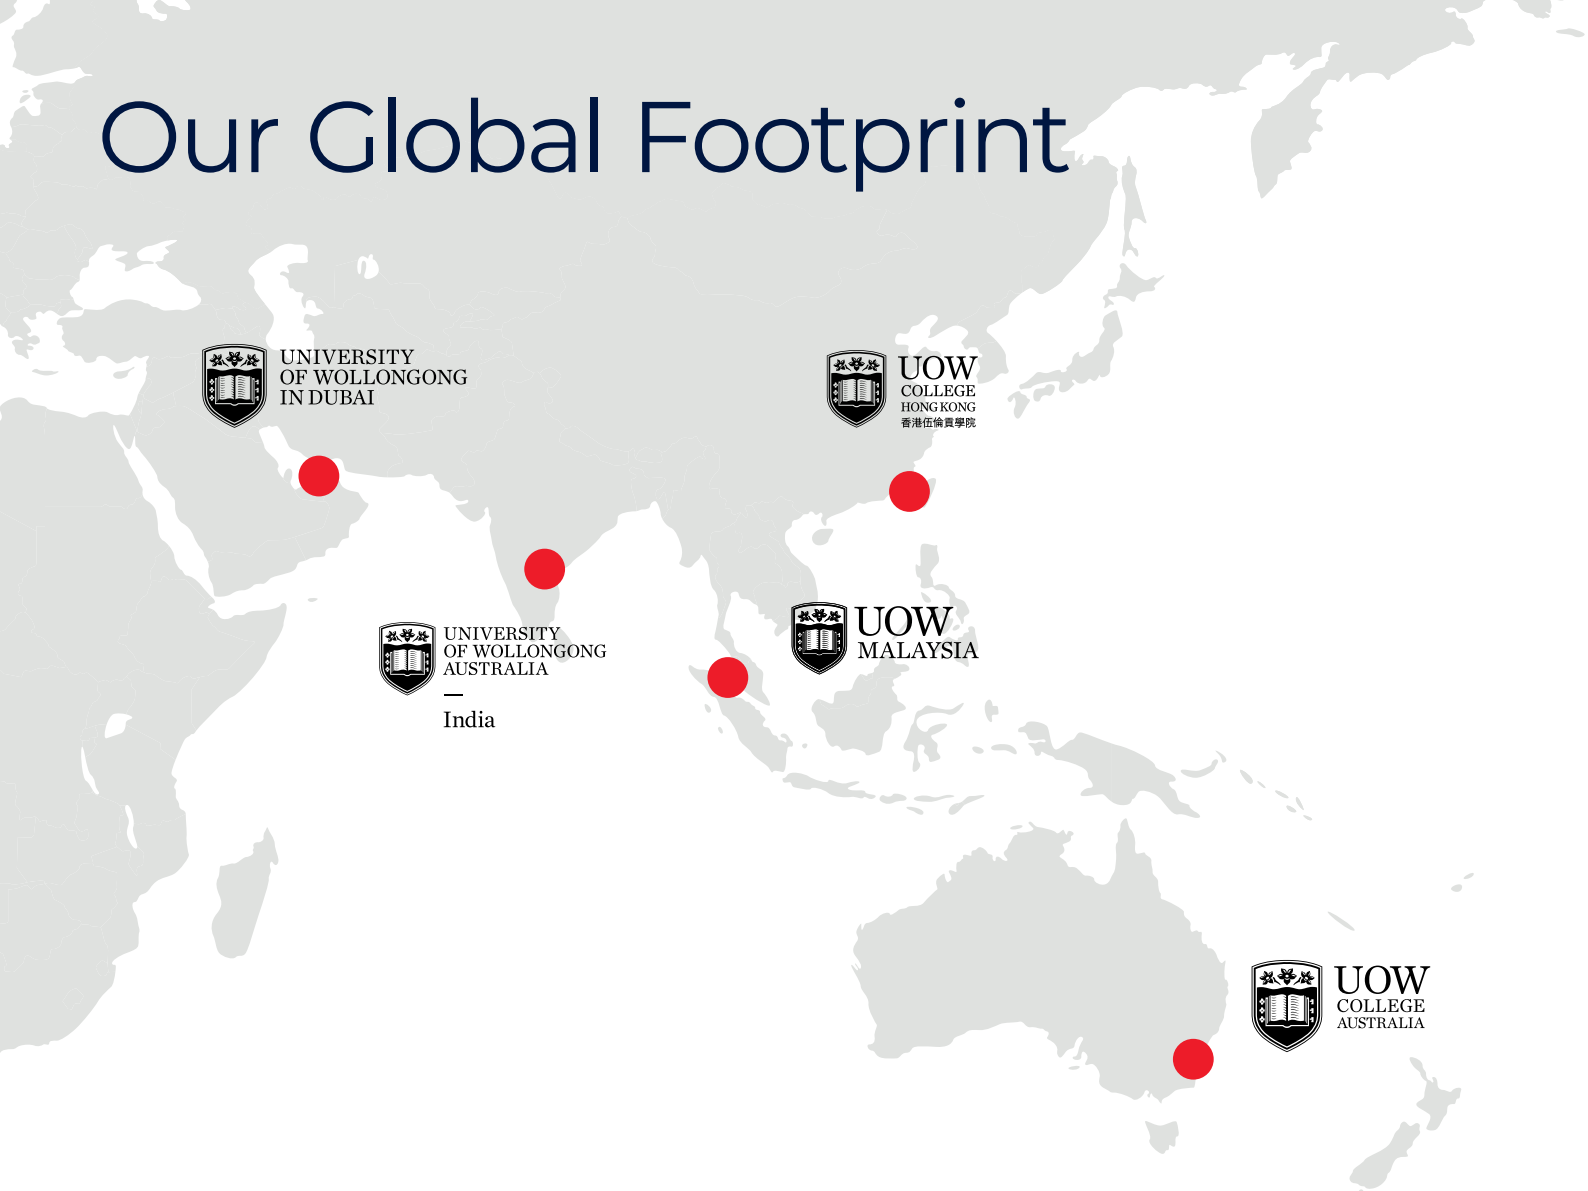 Our Global Footprint
UNIVERSITY
OF WOLLONGONG
IN DUBAI
UOW
COLLEGE
HONG KONG
香港伍倫貢學院
UNIVERSITY
OF WOLLONGONG
AUSTRALIA
—
India
UOW
MALAYSIA
UOW
COLLEGE
AUSTRALIA